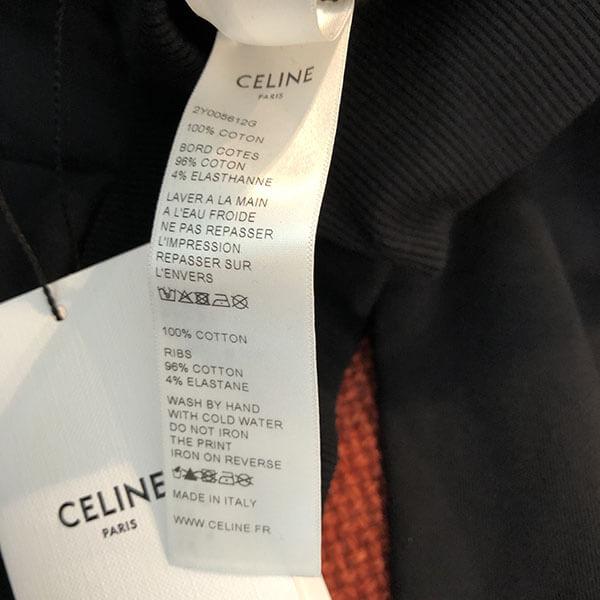 CELINE
PARIS
2Y005612G
100% COTON
BORD COTES
96% COTON
4% ELASTHANNE
LAVER A LA MAIN
A L'EAU FROIDE
NE PAS REPASSER
L'IMPRESSION
REPASSER SUR
L'ENVERS
100% COTTON
RIBS
96% COTTON
4% ELASTANE
WASH BY HAND
WITH COLD WATER
DO NOT IRON
THE PRINT
IRON ON REVERSE
MADE IN ITALY
WWW.CELINE.FR
CELINE
PARIS